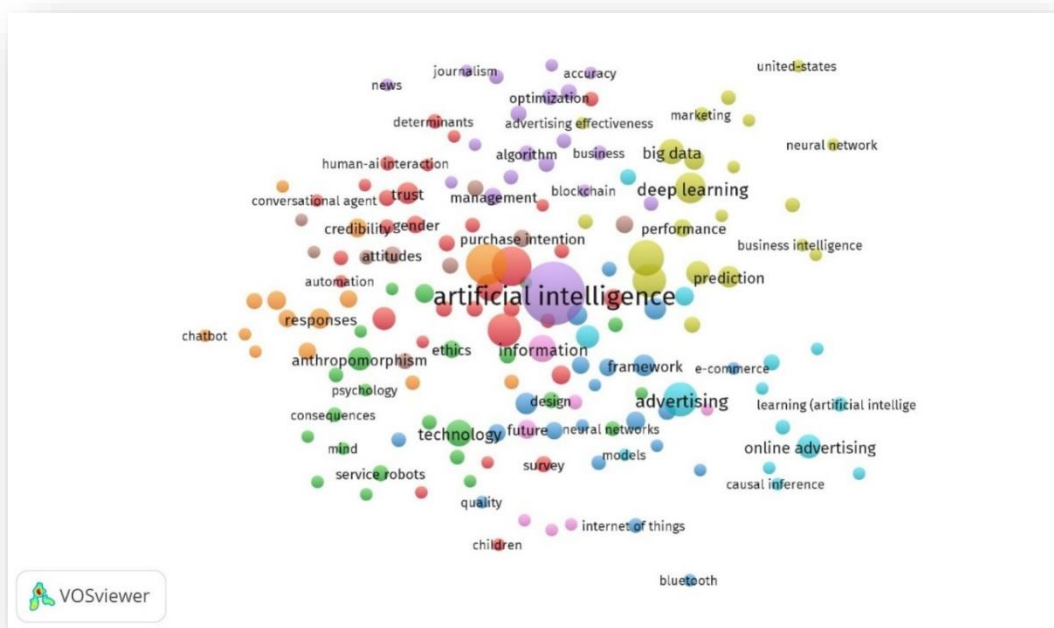 united-states
journalism
accuracy
news
optimization
marketing
determinants
advertising effectiveness
neural network
algorithm
business
big data
human-ai interaction
deep learning
blockchain
trust
management
conversational agent
credibility
gender
performance
purchase intention
business intelligence
attitudes
prediction
automation
artificial intelligence
responses
chatbot
ethics
information
anthropomorphism
framework
e-commerce
psychology
design
advertising
learning (artificial intellige
consequences
technology
future
neural networks
mind
online advertising
models
survey
service robots
causal inference
quality
internet of things
children
bluetooth
VOSviewer